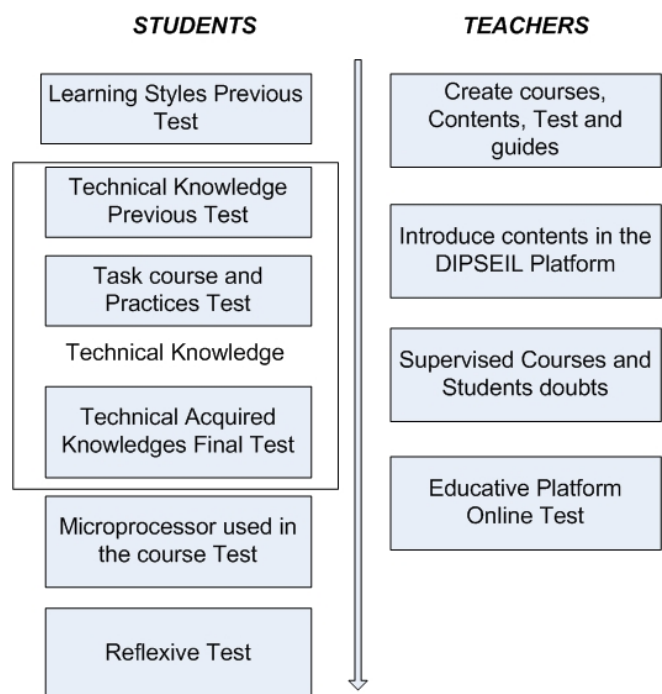 STUDENTS
Learning Styles Previous
Test
Technical Knowledge
Previous Test
Task course and
Practices Test
Technical Knowledge
Technical Acquired
Knowledges Final Test
Microprocessor used in
the course Test
Reflexive Test
TEACHERS
Create courses,
Contents, Test and
guides
Introduce contents in the
DIPSEIL Platform
Supervised Courses and
Students doubts
Educative Platform
Online Test